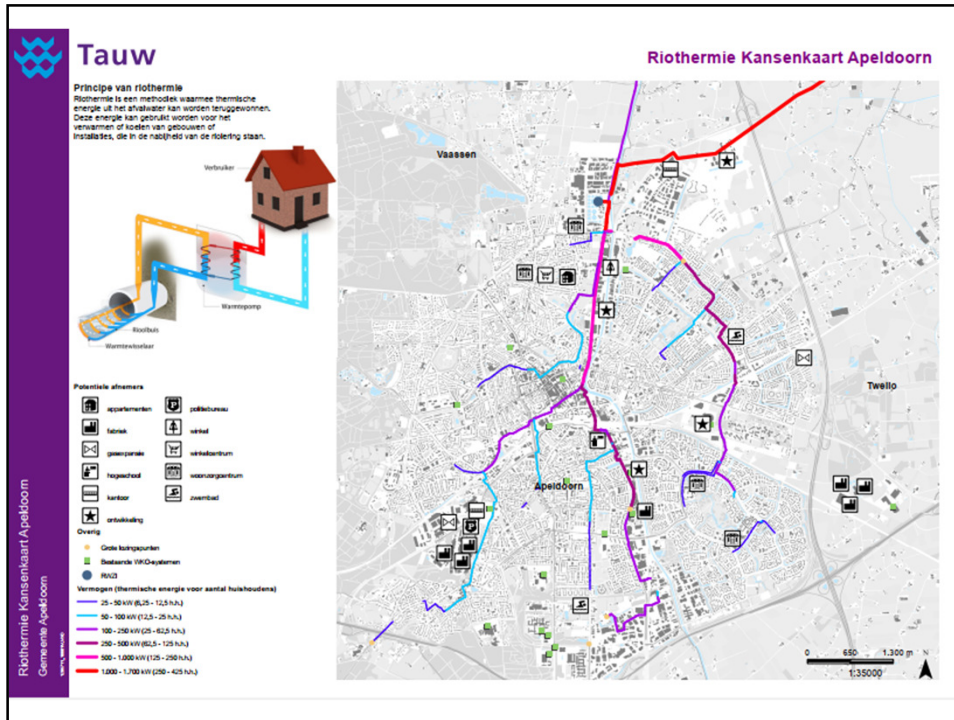 Tauw
Riothermie Kansenkaart Apeldoorn
Principe van riothermie
Riothermie is een methodiek waarmee thermische
energie uit het afvalwater kan worden teruggewonnen.
Deze energie kan gebruikt worden voor het
verwarmen of koelen van gebouwen of
installaties, die in de nabijheid van de riolering staan.
Verbruiker
Warmtepomp
Rioolbuis
Warmtewisselaar
Potentiele afnemers
appartementen
politiebureau
fabriek
winkel
gasexpansie
winkelcentrum
hogeschool
woonzorgcentrum
kantoor
zwembad
ontwikkeling
Overig
Grote lozingspunten
Bestaande WKO-systemen
RWZI
Vermogen (thermische energie voor aantal huishoudens)
25 - 50 kW (6,25 - 12,5 h.h.)
50 - 100 kW (12,5 - 25 h.h.)
100 - 250 kW (25 - 62,5 h.h.)
250 - 500 kW (62,5 - 125 h.h.)
500 - 1.000 kW (125 - 250 h.h.)
1.000 - 1.700 kW (250 - 425 h.h.)
Riothermie Kansenkaart Apeldoorn
Gemeente Apeldoorn
Vaassen
Twello
Apeldoorn
0 650 1.300 m
1:35000
N